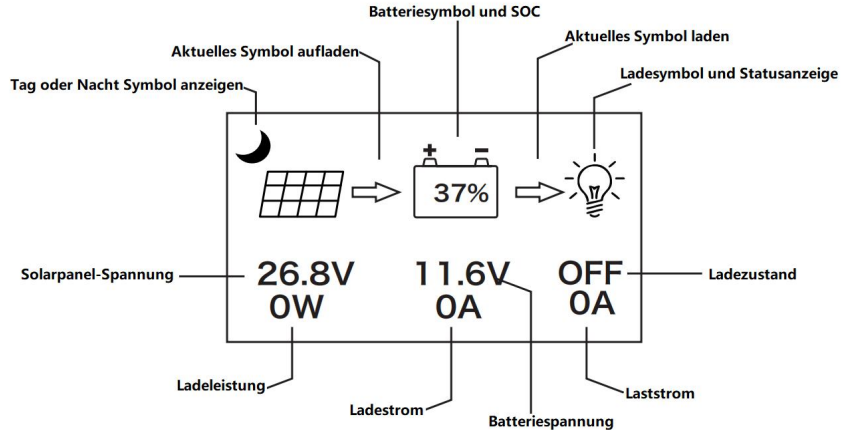 Batteriesymbol und SOC
Aktuelles Symbol aufladen
Aktuelles Symbol laden
Ladesymbol und Statusanzeige
Tag oder Nacht Symbol anzeigen
+ −
37%
Solarpanel-Spannung
26.8V
11.6V
OFF
Ladezustand
0W
0A
0A
Ladeleistung
Ladestrom
Batteriespannung
Laststrom